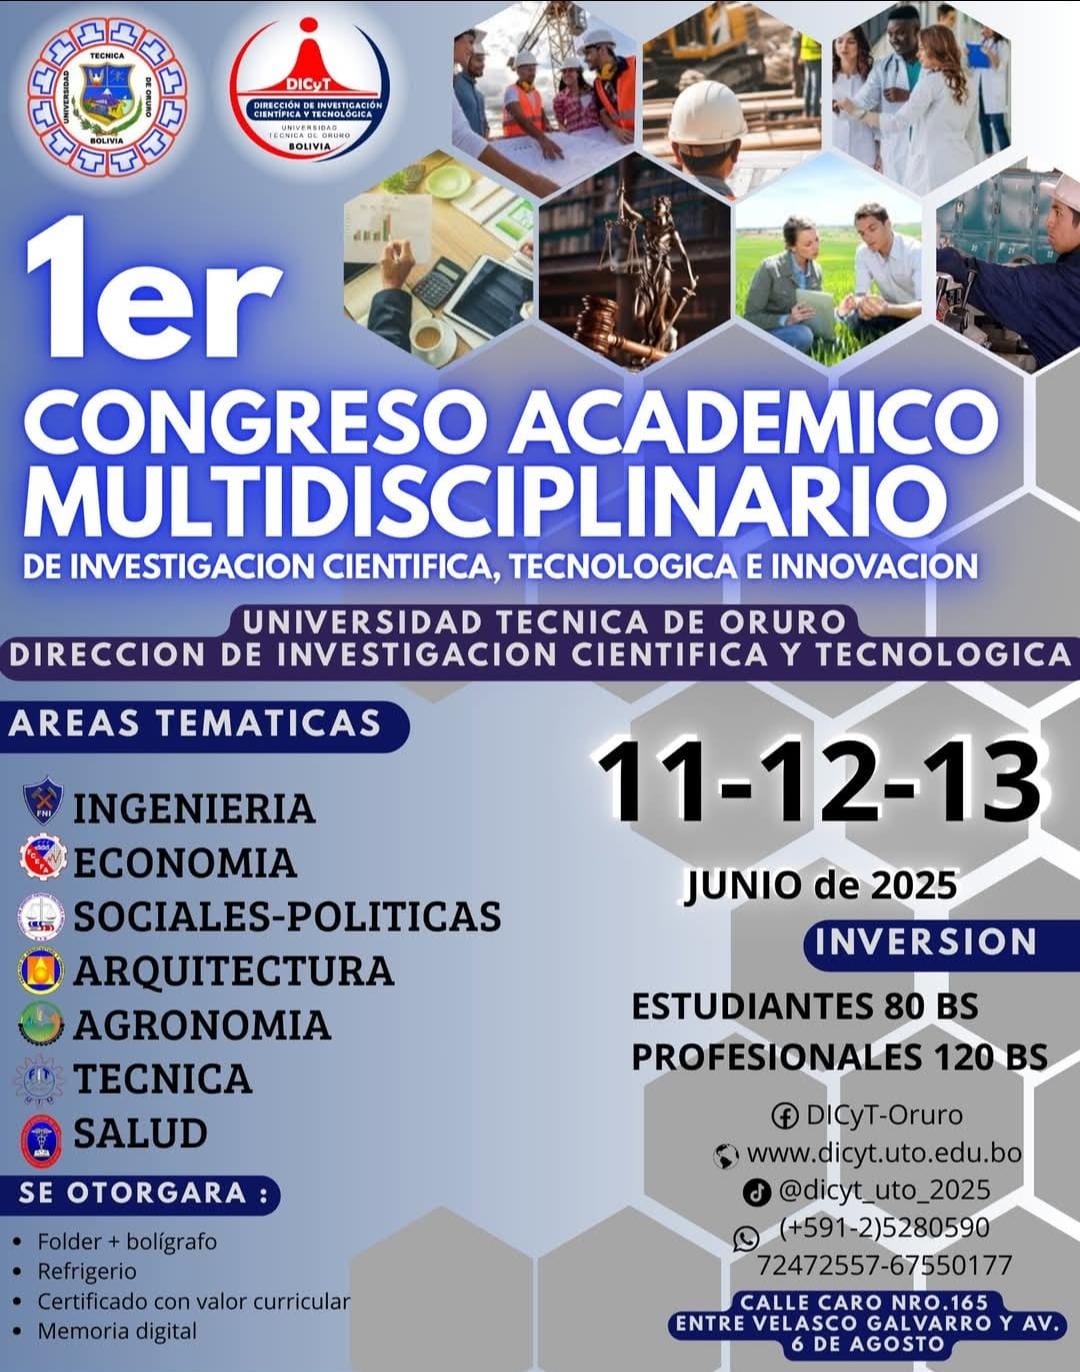 TECNICA
UNIVERSIDAD
DE ORURO
BOLIVIA
DICyT
DIRECCIÓN DE INVESTIGACIÓN
CIENTÍFICA Y TECNOLÓGICA
UNIVERSIDAD
TECNICA DE ORURO
BOLIVIA
1er
CONGRESO ACADEMICO
MULTIDISCIPLINARIO
DE INVESTIGACION CIENTIFICA, TECNOLOGICA E INNOVACION
UNIVERSIDAD TECNICA DE ORURO
DIRECCION DE INVESTIGACION CIENTIFICA Y TECNOLOGICA
AREAS TEMATICAS
FNI
INGENIERIA
ECONOMIA
SOCIALES-POLITICAS
ARQUITECTURA
AGRONOMIA
FIT
UTO
TECNICA
SALUD
SE OTORGARA :
• Folder + bolígrafo
• Refrigerio
• Certificado con valor curricular
• Memoria digital
11-12-13
JUNIO de 2025
INVERSION
ESTUDIANTES 80 BS
PROFESIONALES 120 BS
DICyT-Oruro
www.dicyt.uto.edu.bo
@dicyt_uto_2025
(+591-2)5280590
72472557-67550177
CALLE CARO NRO.165
ENTRE VELASCO GALVARRO Y AV.
6 DE AGOSTO